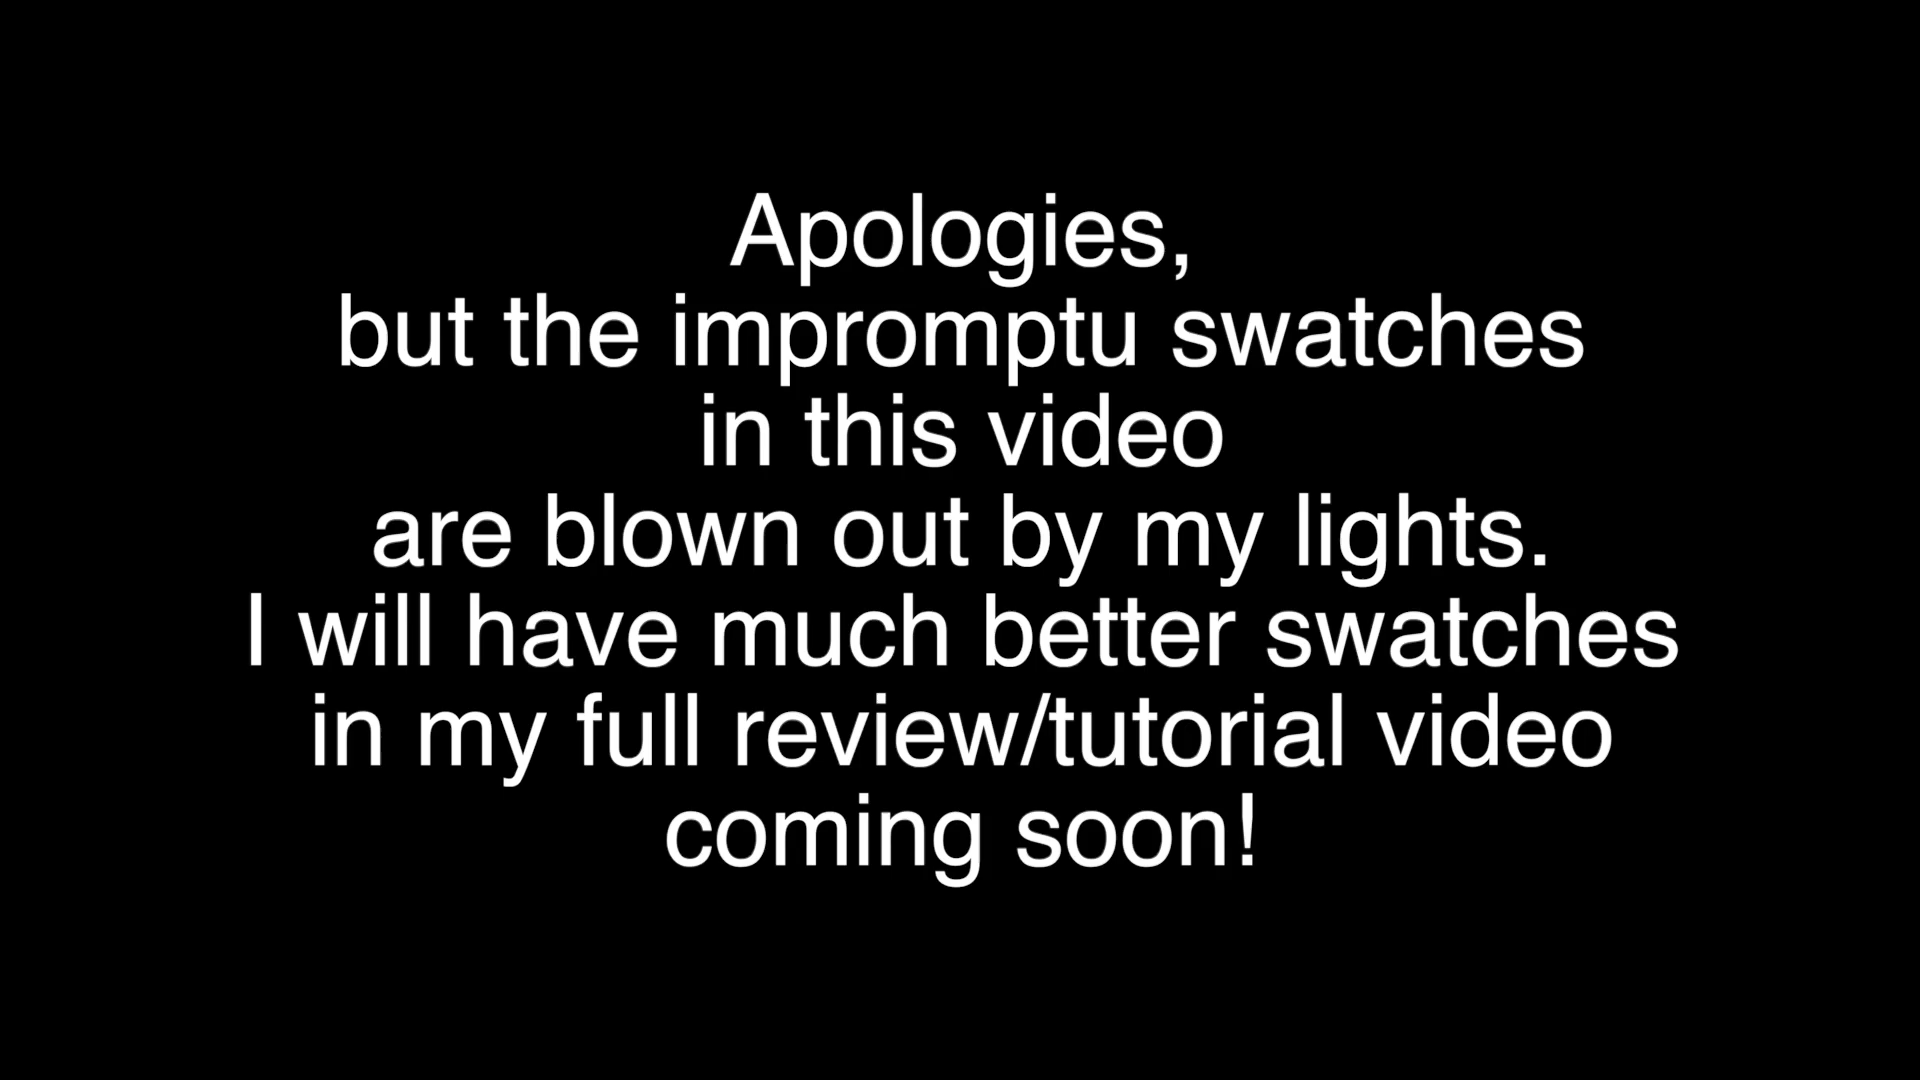 Apologies,
but the impromptu swatches
in this video
are blown out by my lights.
I will have much better swatches
in my full review/tutorial video
coming soon!